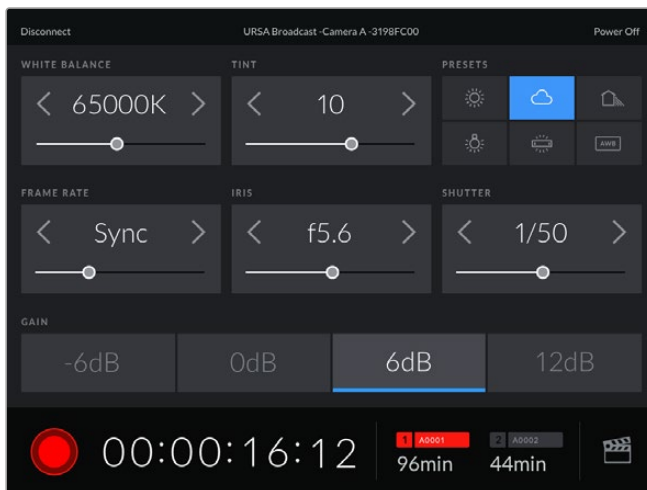 Disconnect URSA Broadcast -Camera A -3198FC00 Power Off
WHITE BALANCE TINT PRESETS
65000K 10
AWB
FRAME RATE IRIS SHUTTER
Sync f5.6 1/50
GAIN
-6dB 0dB 6dB 12dB
00:00:16:12 1 A0001 2 A0002
96min 44min